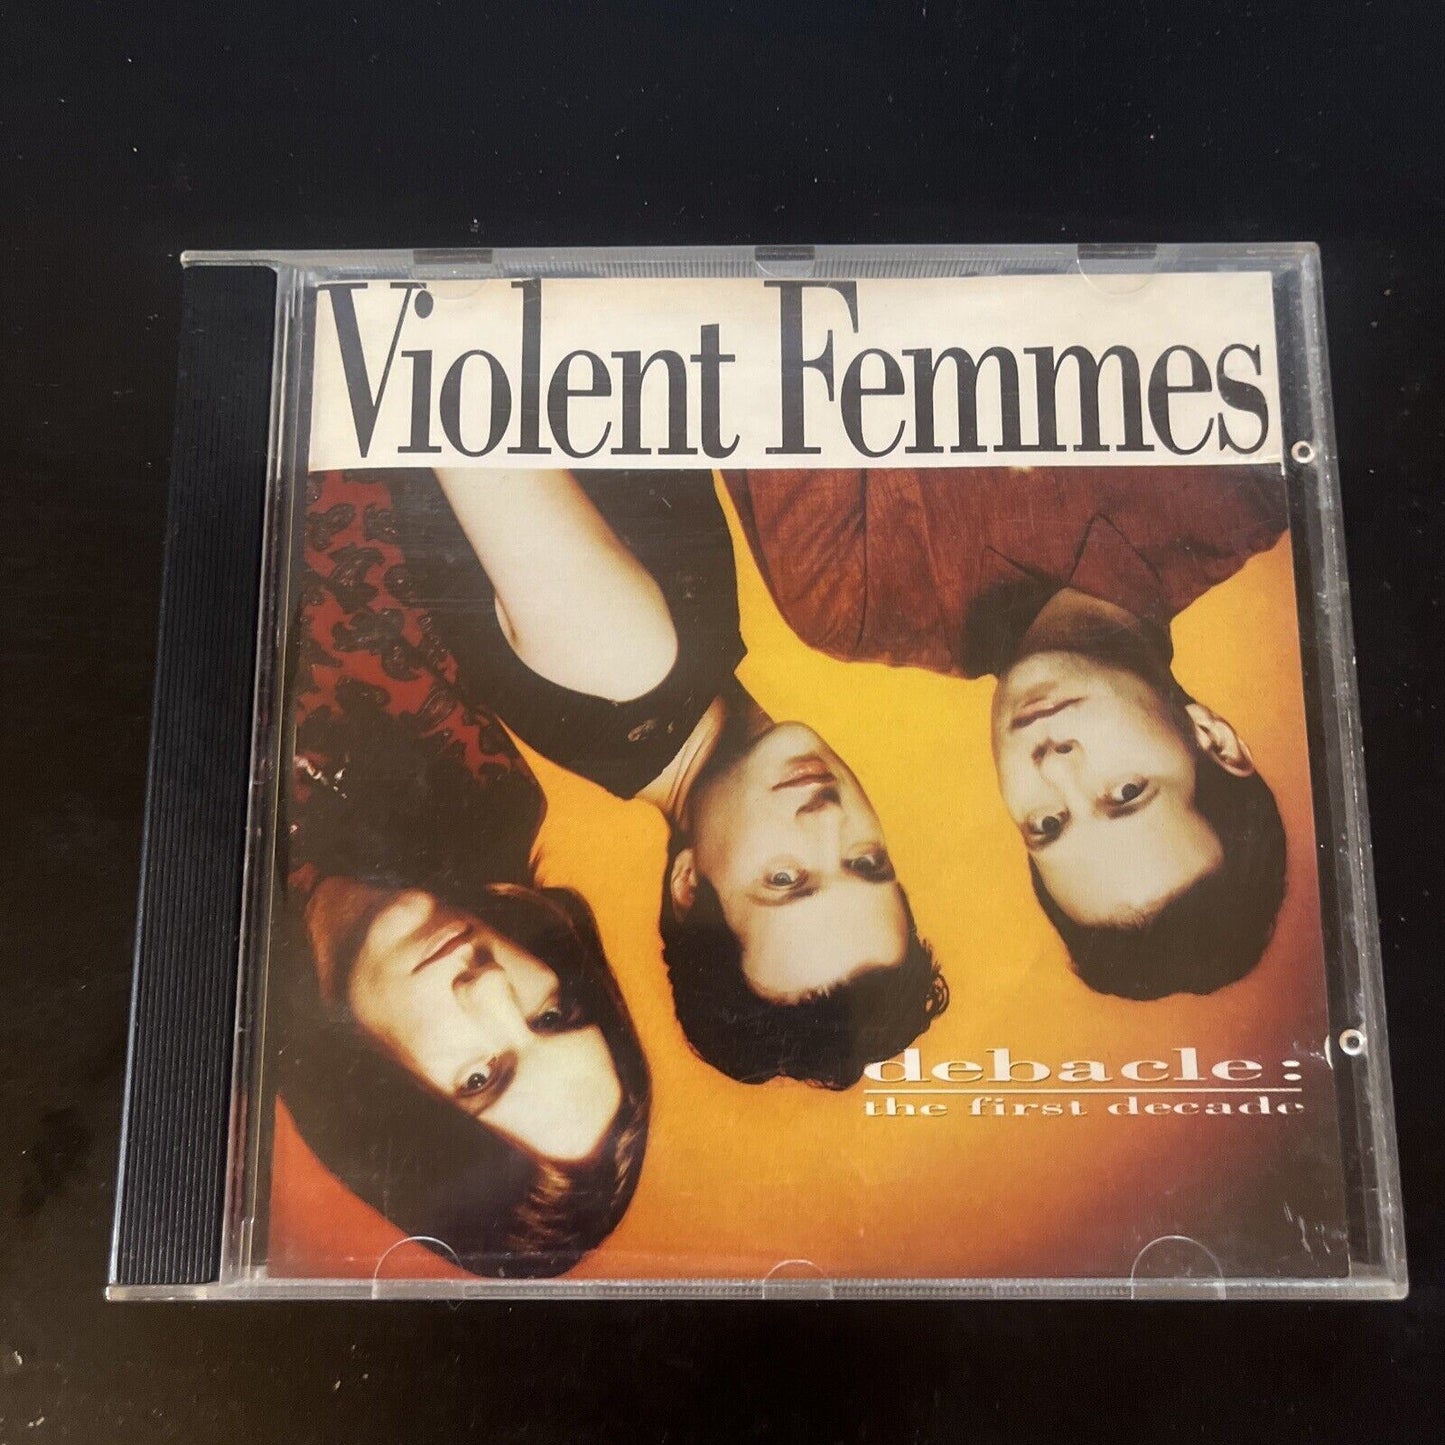 Violent Femmes
debacle:
the first decade